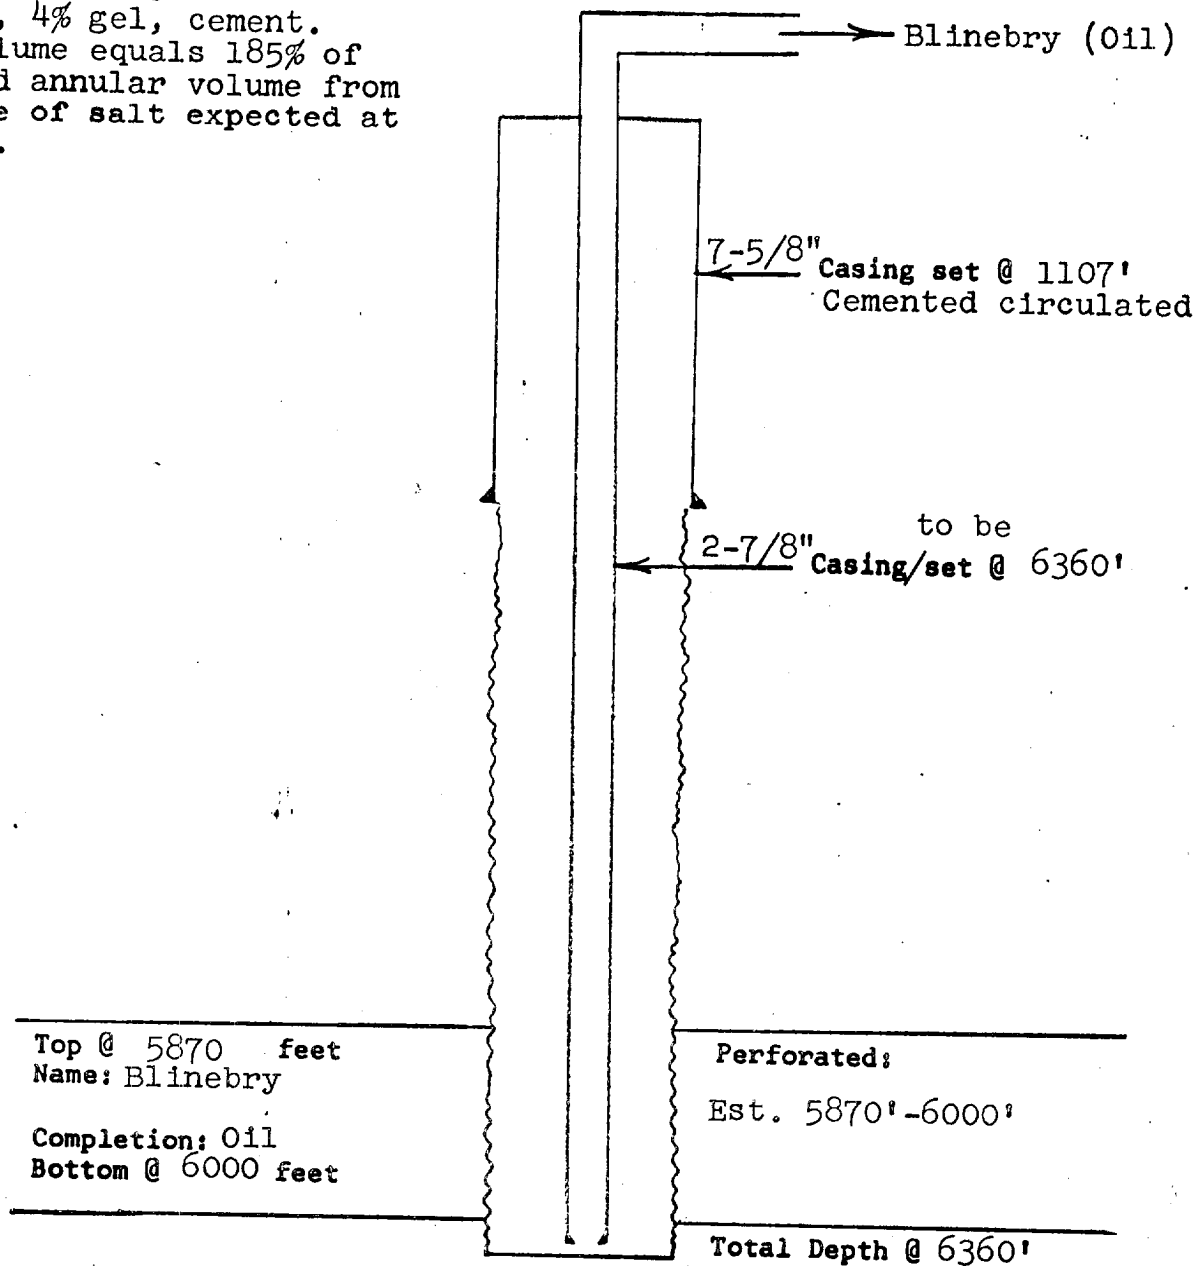 4% gel, cement.
lume equals 185% of
d annular volume from
e of salt expected at
Blinebry (Oil)
7-5/8" Casing set @ 1107'
Cemented circulated
to be
2-7/8" Casing/set @ 6360'
Top @ 5870 feet
Name: Blinebry
Completion: Oil
Bottom @ 6000 feet
Perforated:
Est. 5870'-6000'
Total Depth @ 6360'